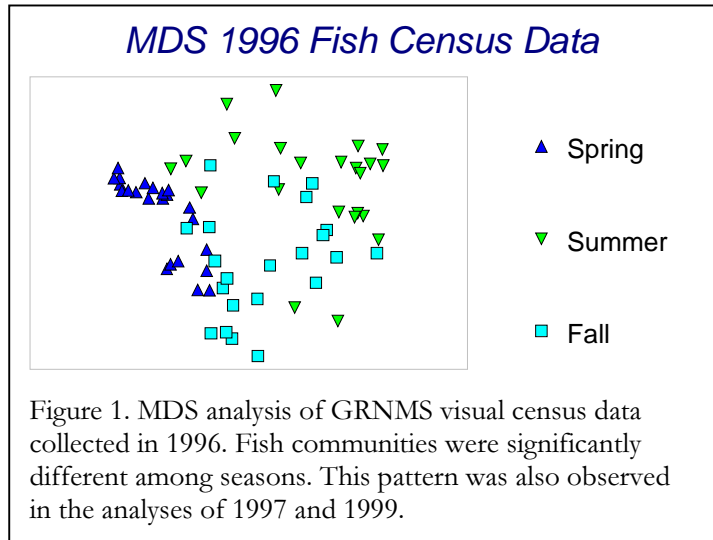 MDS 1996 Fish Census Data
Spring
Summer
Fall
Figure 1. MDS analysis of GRNMS visual census data
collected in 1996. Fish communities were significantly
different among seasons. This pattern was also observed
in the analyses of 1997 and 1999.